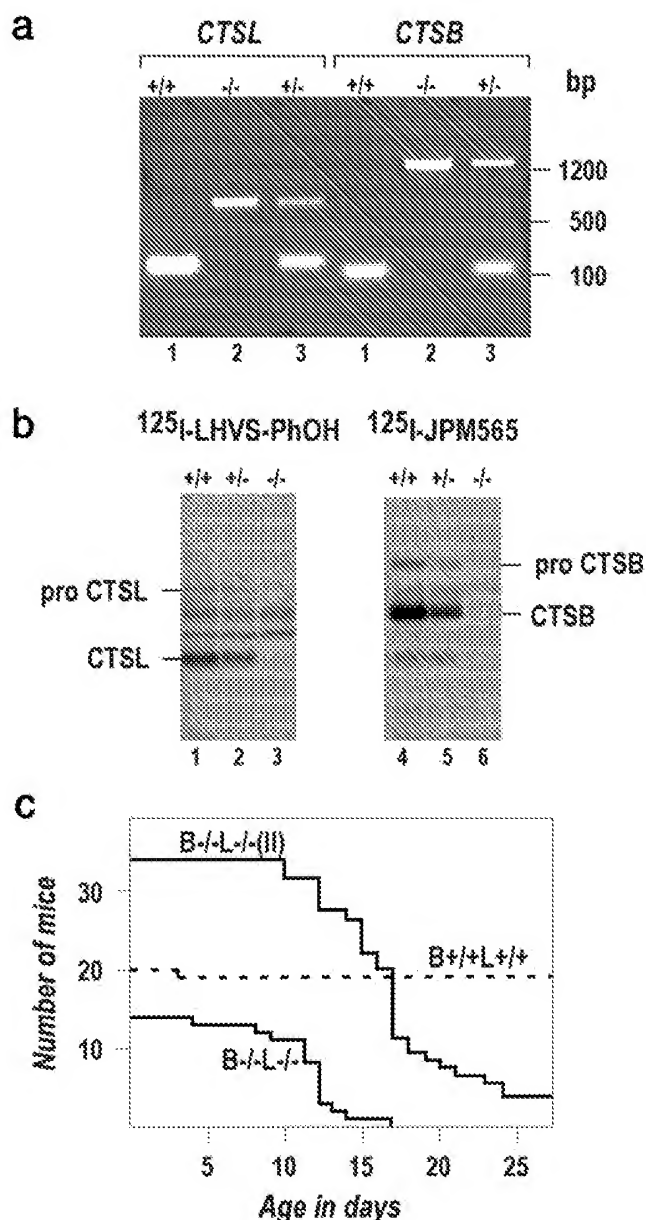 a
CTSL CTSB
+/+ -/- +/- +/+ -/- +/- bp
1200
500
100
1 2 3 1 2 3
b
125I-LHVS-PhOH 125I-JPM565
+/+ +/- -/- +/+ +/- -/-
pro CTSL pro CTSB
CTSL CTSB
1 2 3 4 5 6
c
B-/-L-/-(II)
B+/+L+/+
B-/-L-/-
Number of mice
30
20
10
5 10 15 20 25
Age in days